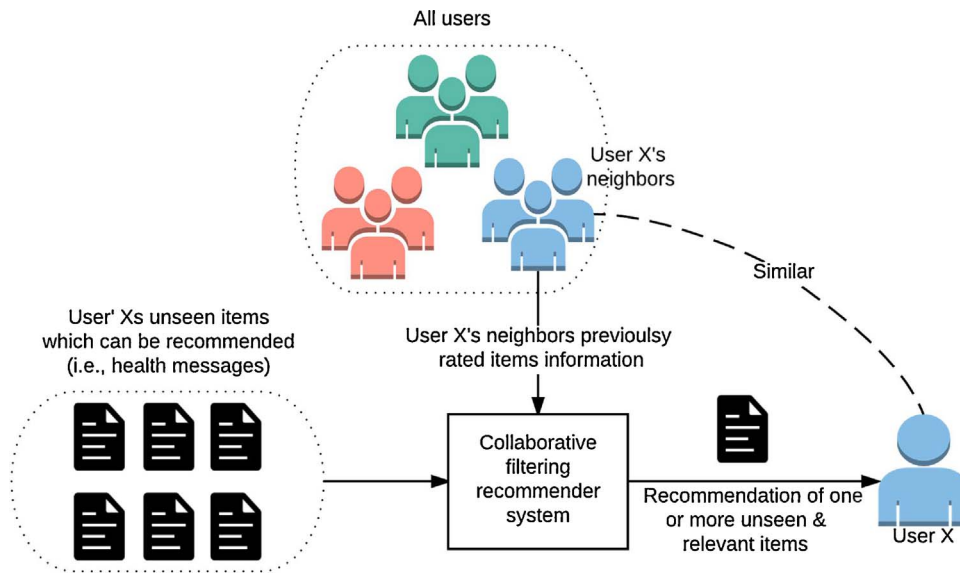 All users
User X's
neighbors
Similar
User' Xs unseen items
which can be recommended
(i.e., health messages)
User X's neighbors previoulsy
rated items information
Collaborative
filtering
recommender
system
Recommendation of one
or more unseen &
relevant items
User X